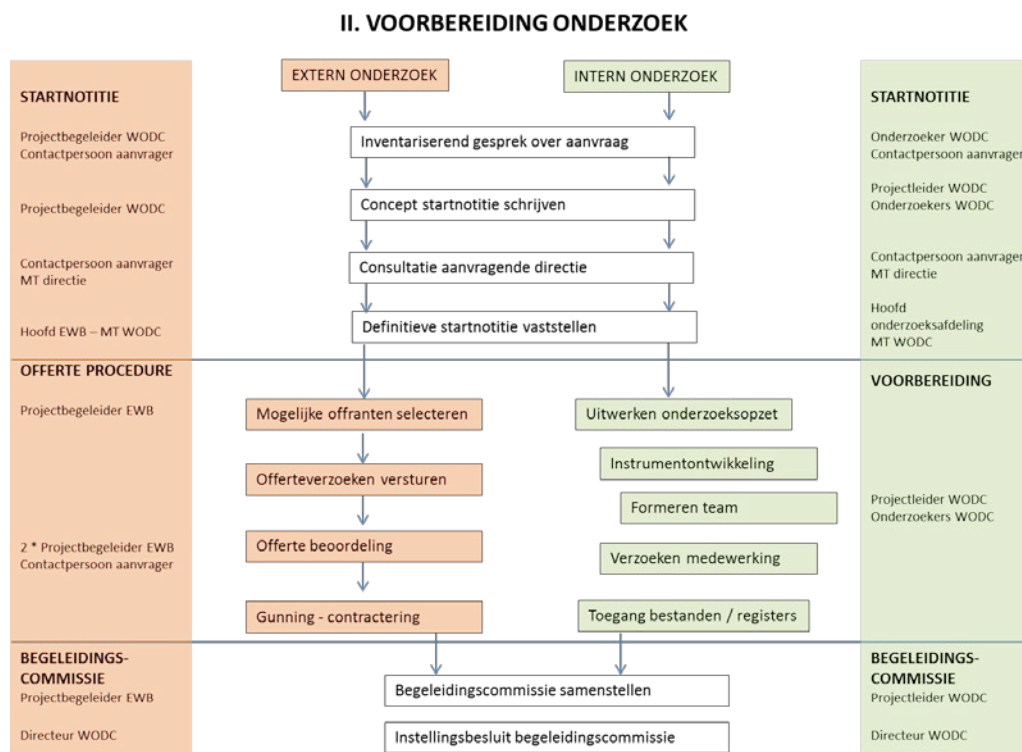 II. VOORBEREIDING ONDERZOEK
EXTERN ONDERZOEK
INTERN ONDERZOEK
STARTNOTITIE
Projectbegeleider WODC
Contactpersoon aanvrager
Projectbegeleider WODC
Contactpersoon aanvrager
MT directie
Hoofd EWB – MT WODC
OFFERTE PROCEDURE
Projectbegeleider EWB
2 * Projectbegeleider EWB
Contactpersoon aanvrager
BEGELEIDINGS-
COMMISSIE
Projectbegeleider EWB
Directeur WODC
Inventariserend gesprek over aanvraag
Concept startnotitie schrijven
Consultatie aanvragende directie
Definitieve startnotitie vaststellen
Mogelijke offranten selecteren
Offerteverzoeken versturen
Offerte beoordeling
Gunning - contractering
Uitwerken onderzoeksopzet
Instrumentontwikkeling
Formeren team
Verzoeken medewerking
Toegang bestanden / registers
Begeleidingscommissie samenstellen
Instellingsbesluit begeleidingscommissie
STARTNOTITIE
Onderzoeker WODC
Contactpersoon aanvrager
Projectleider WODC
Onderzoekers WODC
Contactpersoon aanvrager
MT directie
Hoofd
onderzoeksafdeling
MT WODC
VOORBEREIDING
Projectleider WODC
Onderzoekers WODC
BEGELEIDINGS-
COMMISSIE
Projectleider WODC
Directeur WODC